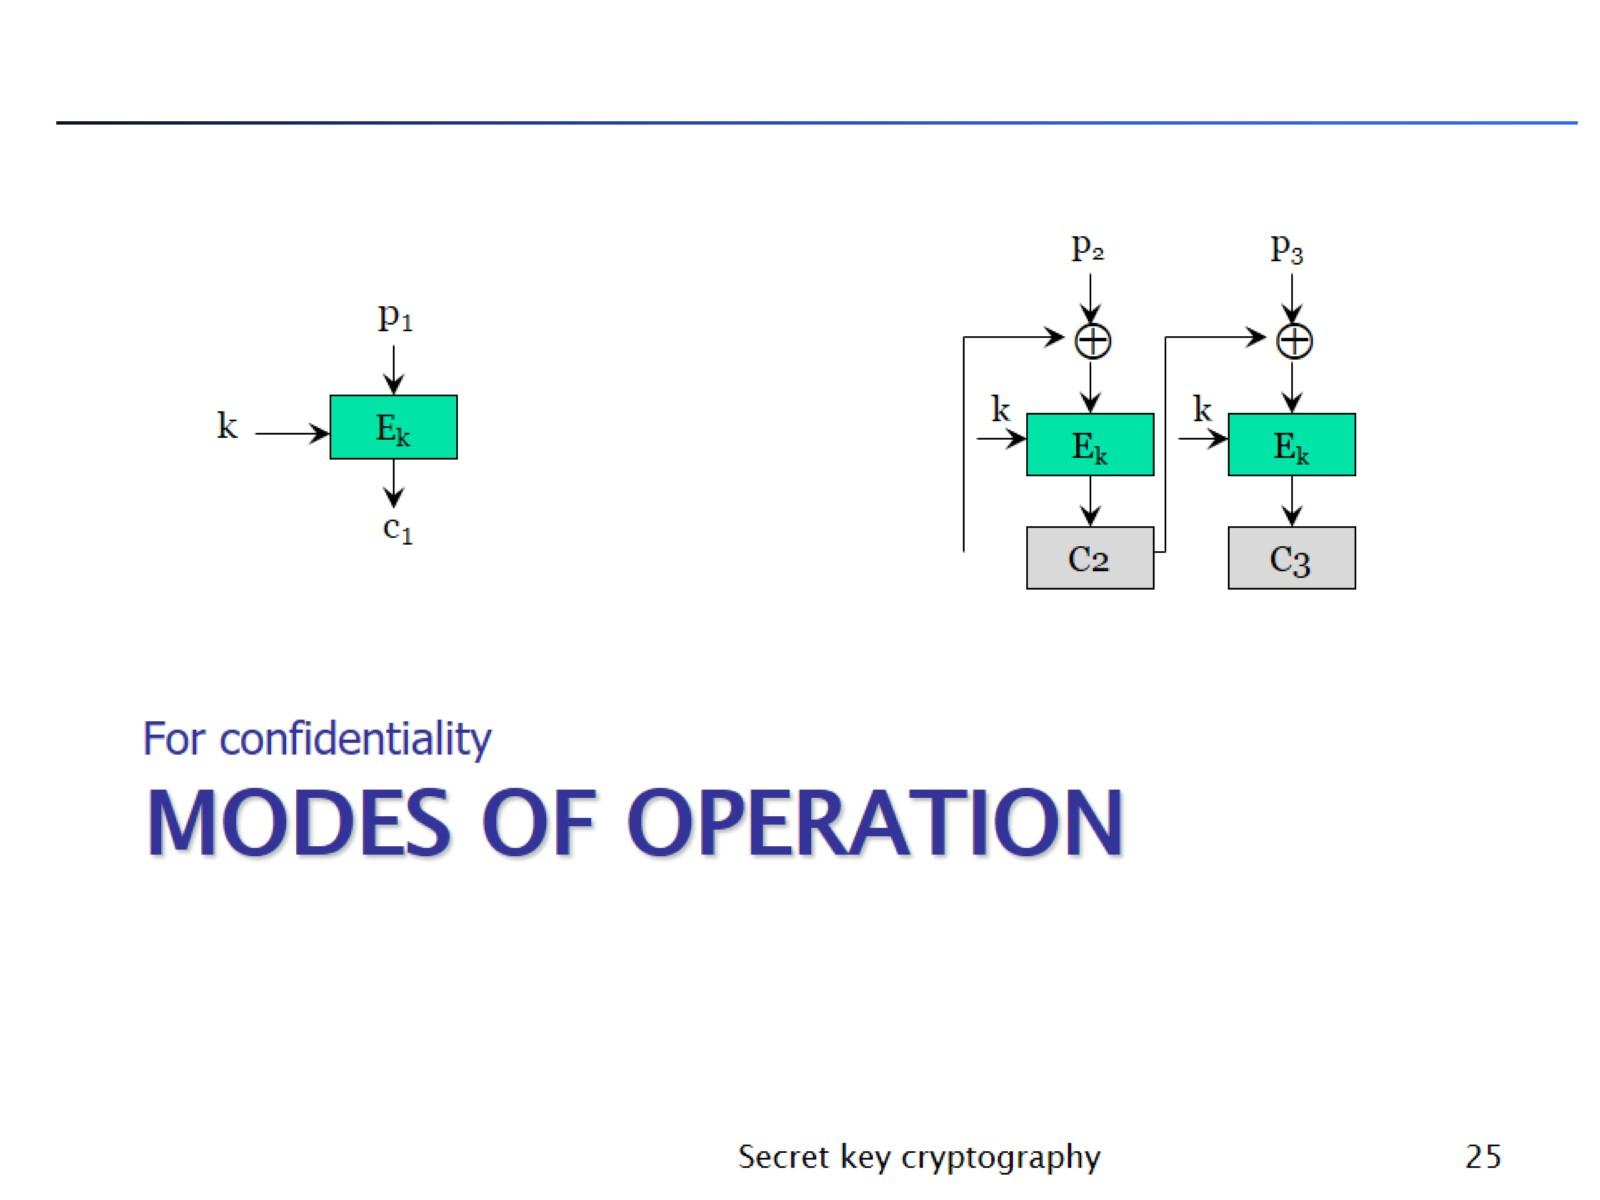 p₁
k
Eₖ
c₁
p₂
p₃
k
k
Eₖ
Eₖ
C2
C3
For confidentiality
MODES OF OPERATION
Secret key cryptography
25